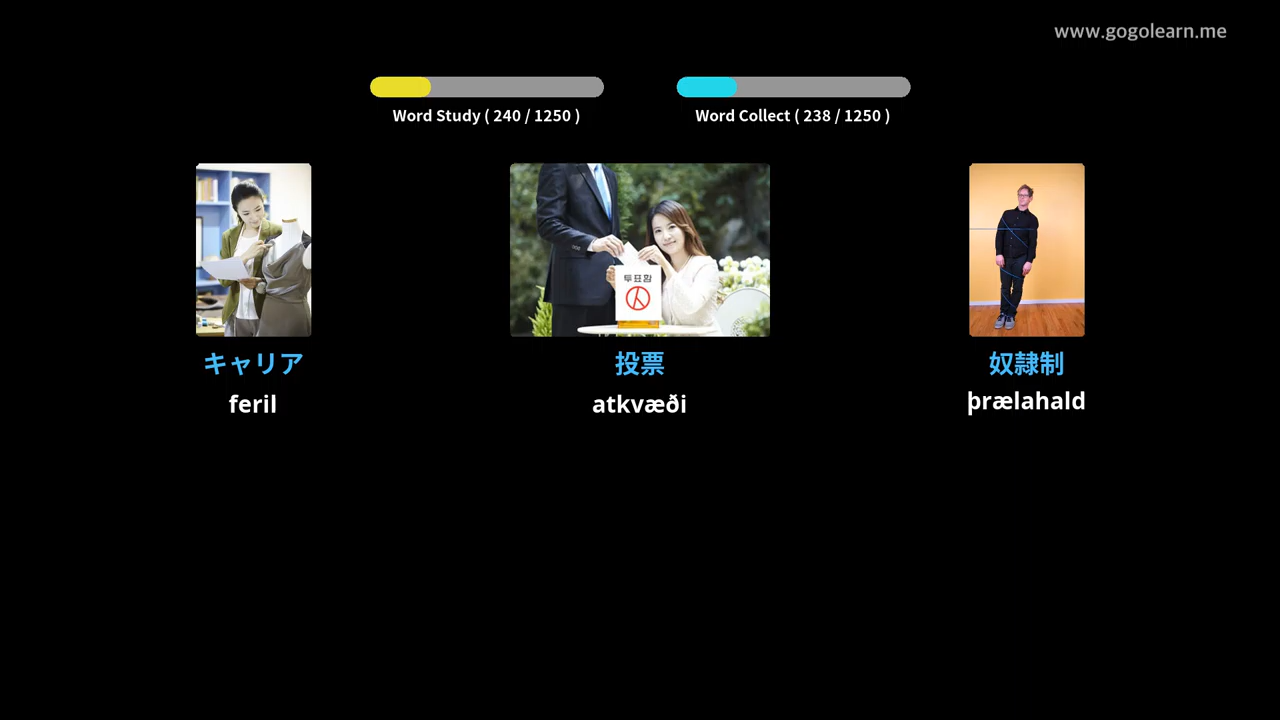 www.gogolearn.me
Word Study ( 240 / 1250 )
Word Collect ( 238 / 1250 )
투표함
キャリア
投票
奴隷制
feril
atkvæði
þrælahald